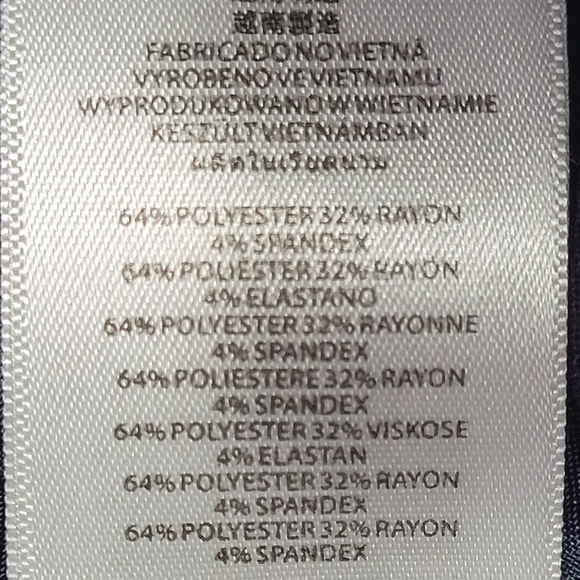 越南製造
FABRICADO NO VIETNÃ
VYROBENO VE VIETNAMU
WYPRODUKOWANO W WIETNAMIE
KÉSZÜLT VIETNÁMBAN
ผลิตในเวียดนาม
64% POLYESTER 32% RAYON
4% SPANDEX
64% POLIÉSTER 32% RAYÓN
4% ELASTANO
64% POLYESTER 32% RAYONNE
4% SPANDEX
64% POLIESTERE 32% RAYON
4% SPANDEX
64% POLYESTER 32% VISKOSE
4% ELASTAN
64% POLYESTER 32% RAYON
4% SPANDEX
64% POLYESTER 32% RAYON
4% SPANDEX